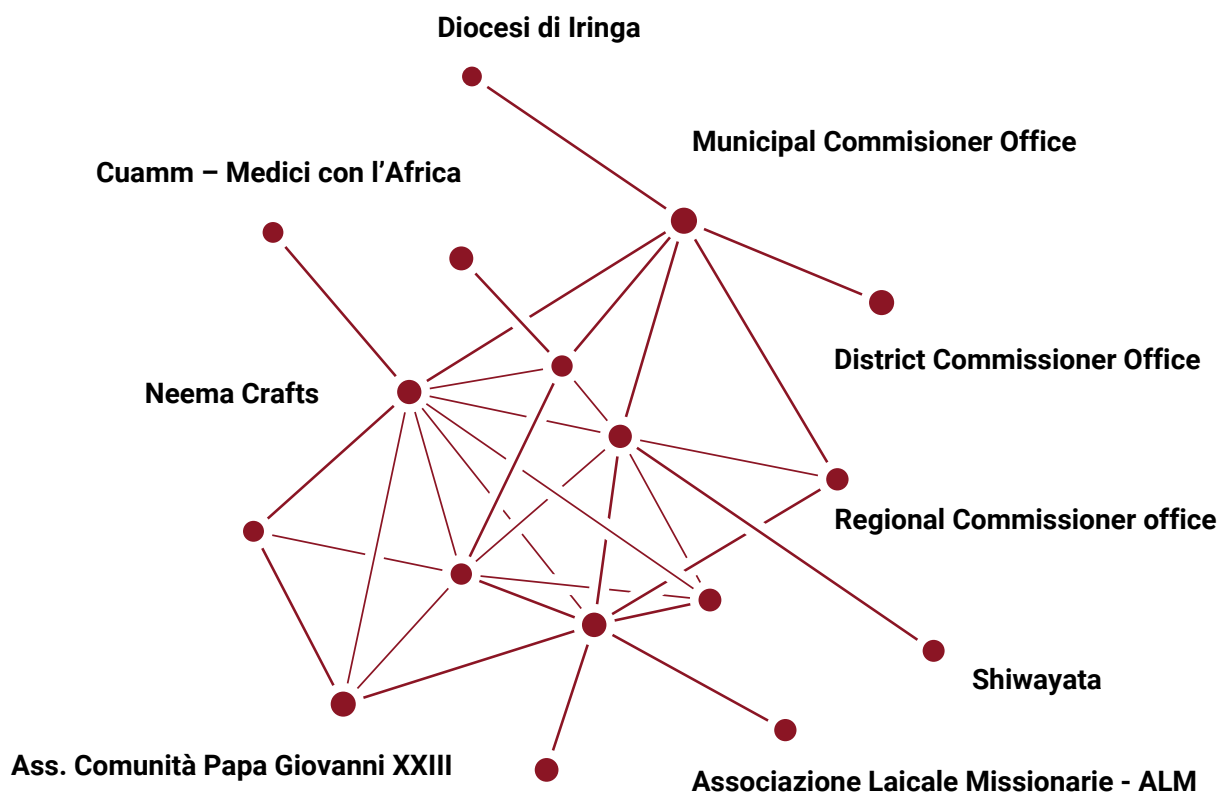 Diocesi di Iringa
Municipal Commisioner Office
Cuamm – Medici con l’Africa
District Commissioner Office
Neema Crafts
Regional Commissioner office
Shiwayata
Ass. Comunità Papa Giovanni XXIII
Associazione Laicale Missionarie - ALM